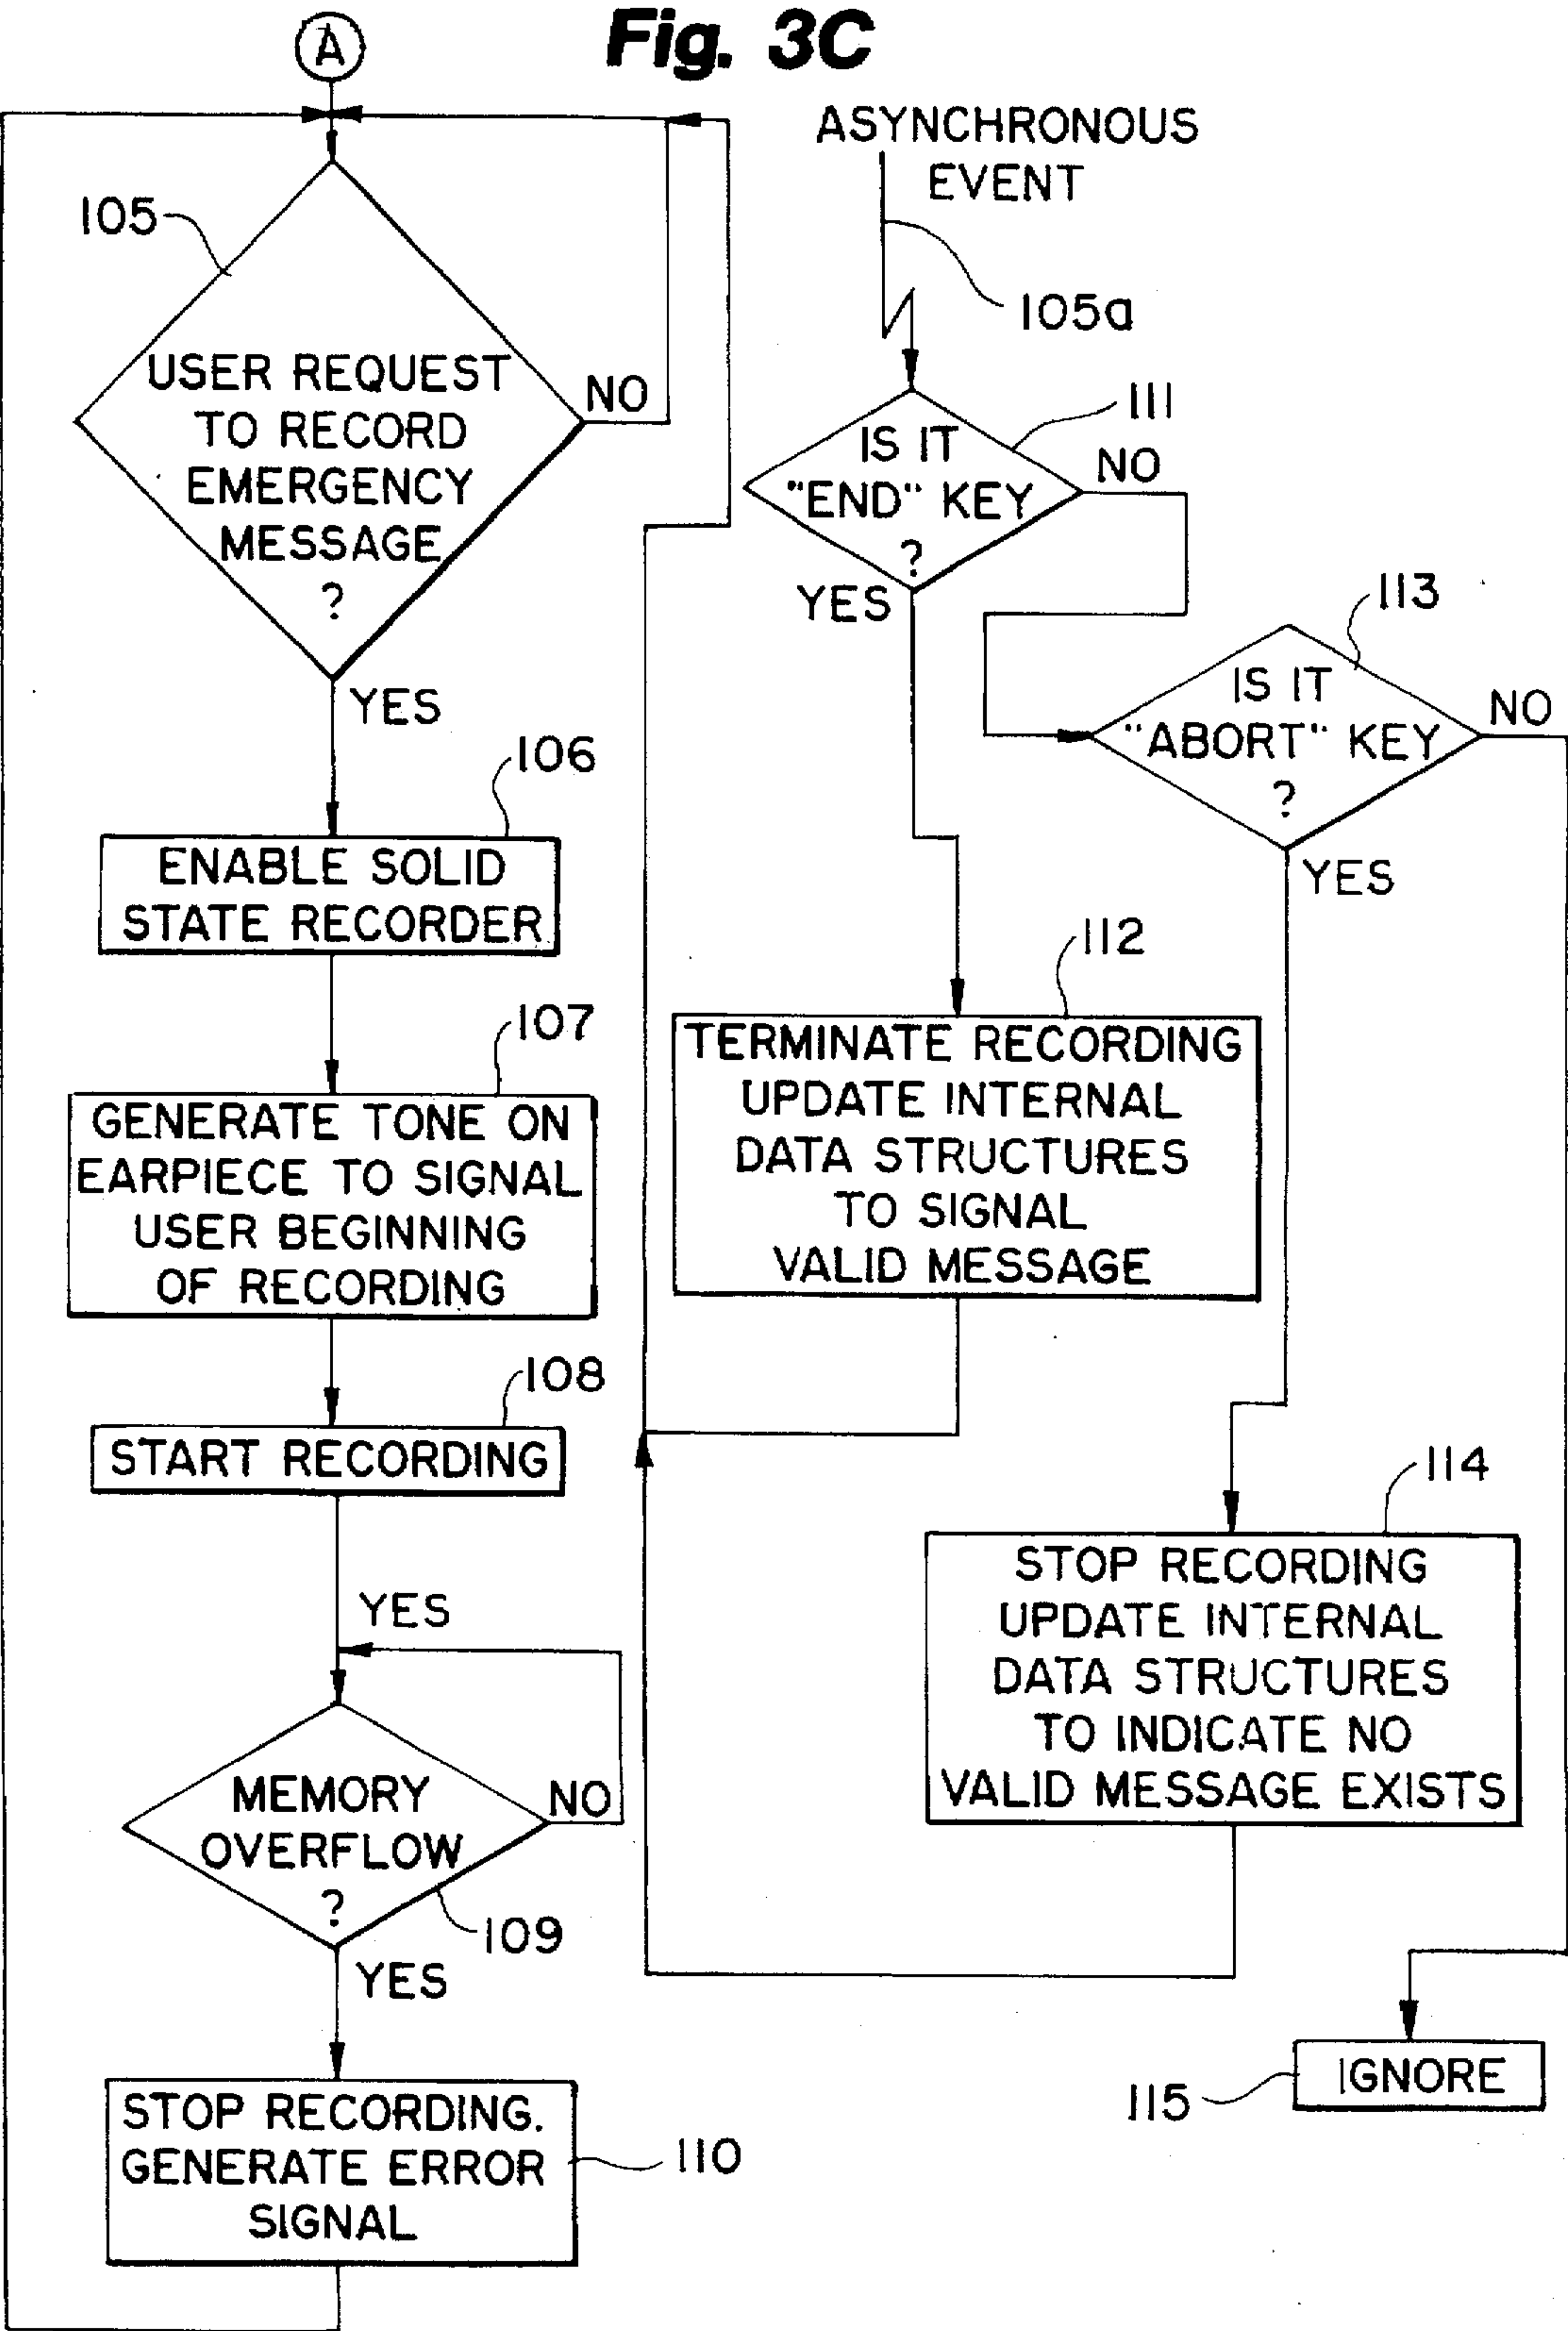 Fig. 3C
A
105
USER REQUEST
TO RECORD
EMERGENCY
MESSAGE
?
NO
YES
106
ENABLE SOLID
STATE RECORDER
107
GENERATE TONE ON
EARPIECE TO SIGNAL
USER BEGINNING
OF RECORDING
108
START RECORDING
YES
MEMORY
OVERFLOW
?
NO
109
YES
STOP RECORDING.
GENERATE ERROR
SIGNAL
110
ASYNCHRONOUS
EVENT
105a
111
IS IT
"END" KEY
?
NO
YES
113
IS IT
"ABORT" KEY
?
NO
YES
112
TERMINATE RECORDING
UPDATE INTERNAL
DATA STRUCTURES
TO SIGNAL
VALID MESSAGE
114
STOP RECORDING
UPDATE INTERNAL
DATA STRUCTURES
TO INDICATE NO
VALID MESSAGE EXISTS
IGNORE
115